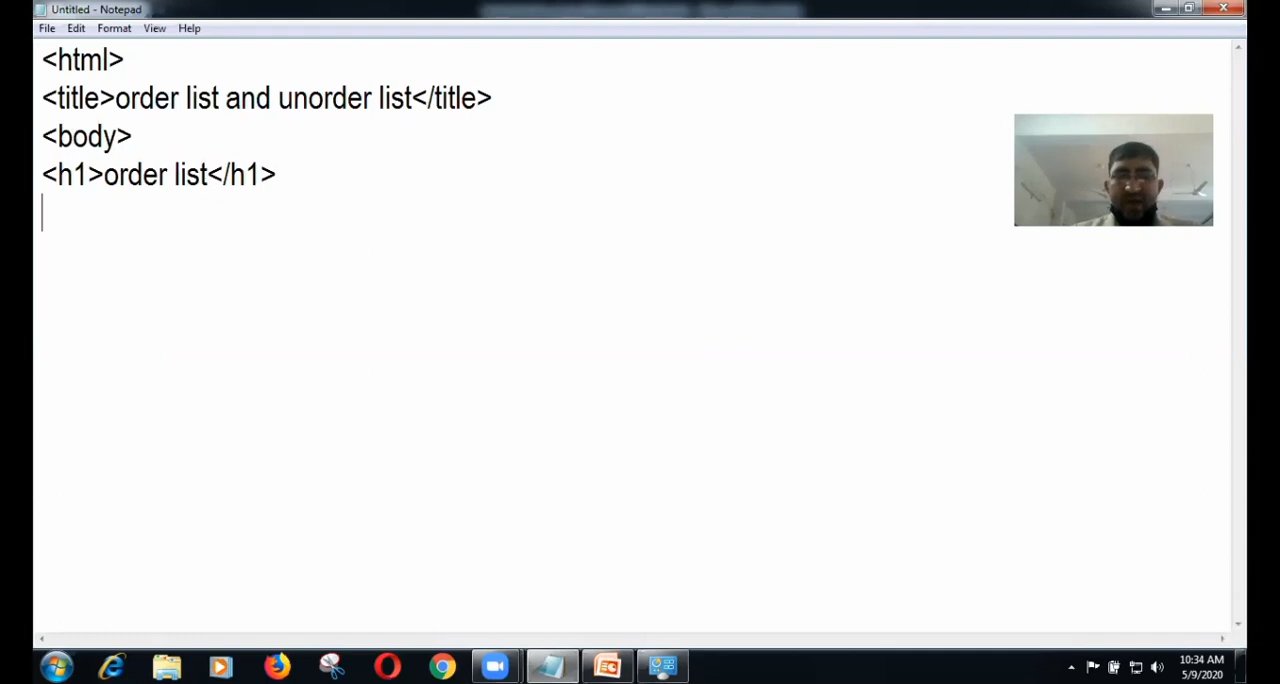 Untitled - Notepad
File Edit Format View Help
<html>
<title>order list and unorder list</title>
<body>
<h1>order list</h1>
10:34 AM
5/9/2020